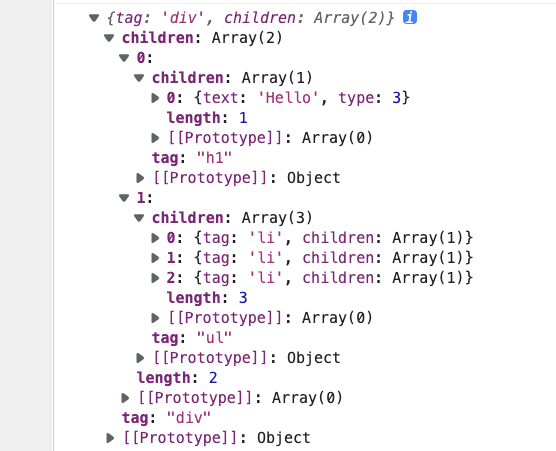 {tag: 'div', children: Array(2)} i
children: Array(2)
0:
children: Array(1)
0: {text: 'Hello', type: 3}
length: 1
[[Prototype]]: Array(0)
tag: "h1"
[[Prototype]]: Object
1:
children: Array(3)
0: {tag: 'li', children: Array(1)}
1: {tag: 'li', children: Array(1)}
2: {tag: 'li', children: Array(1)}
length: 3
[[Prototype]]: Array(0)
tag: "ul"
[[Prototype]]: Object
length: 2
[[Prototype]]: Array(0)
tag: "div"
[[Prototype]]: Object